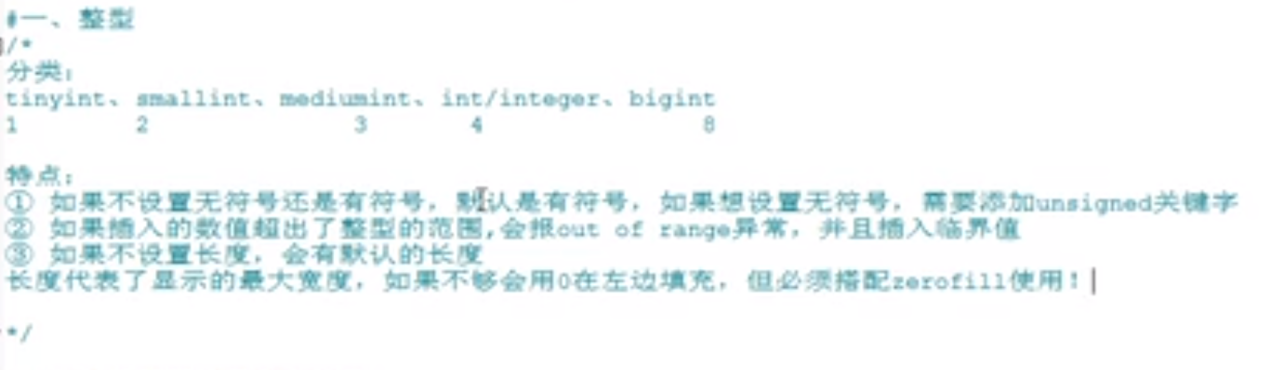 #一、整型
/*
分类：
tinyint、smallint、mediumint、int/integer、bigint
1 2 3 4 8
特点：
① 如果不设置无符号还是有符号，默认是有符号，如果想设置无符号，需要添加unsigned关键字
② 如果插入的数值超出了整型的范围,会报out of range异常，并且插入临界值
③ 如果不设置长度，会有默认的长度
长度代表了显示的最大宽度，如果不够会用0在左边填充，但必须搭配zerofill使用！
*/